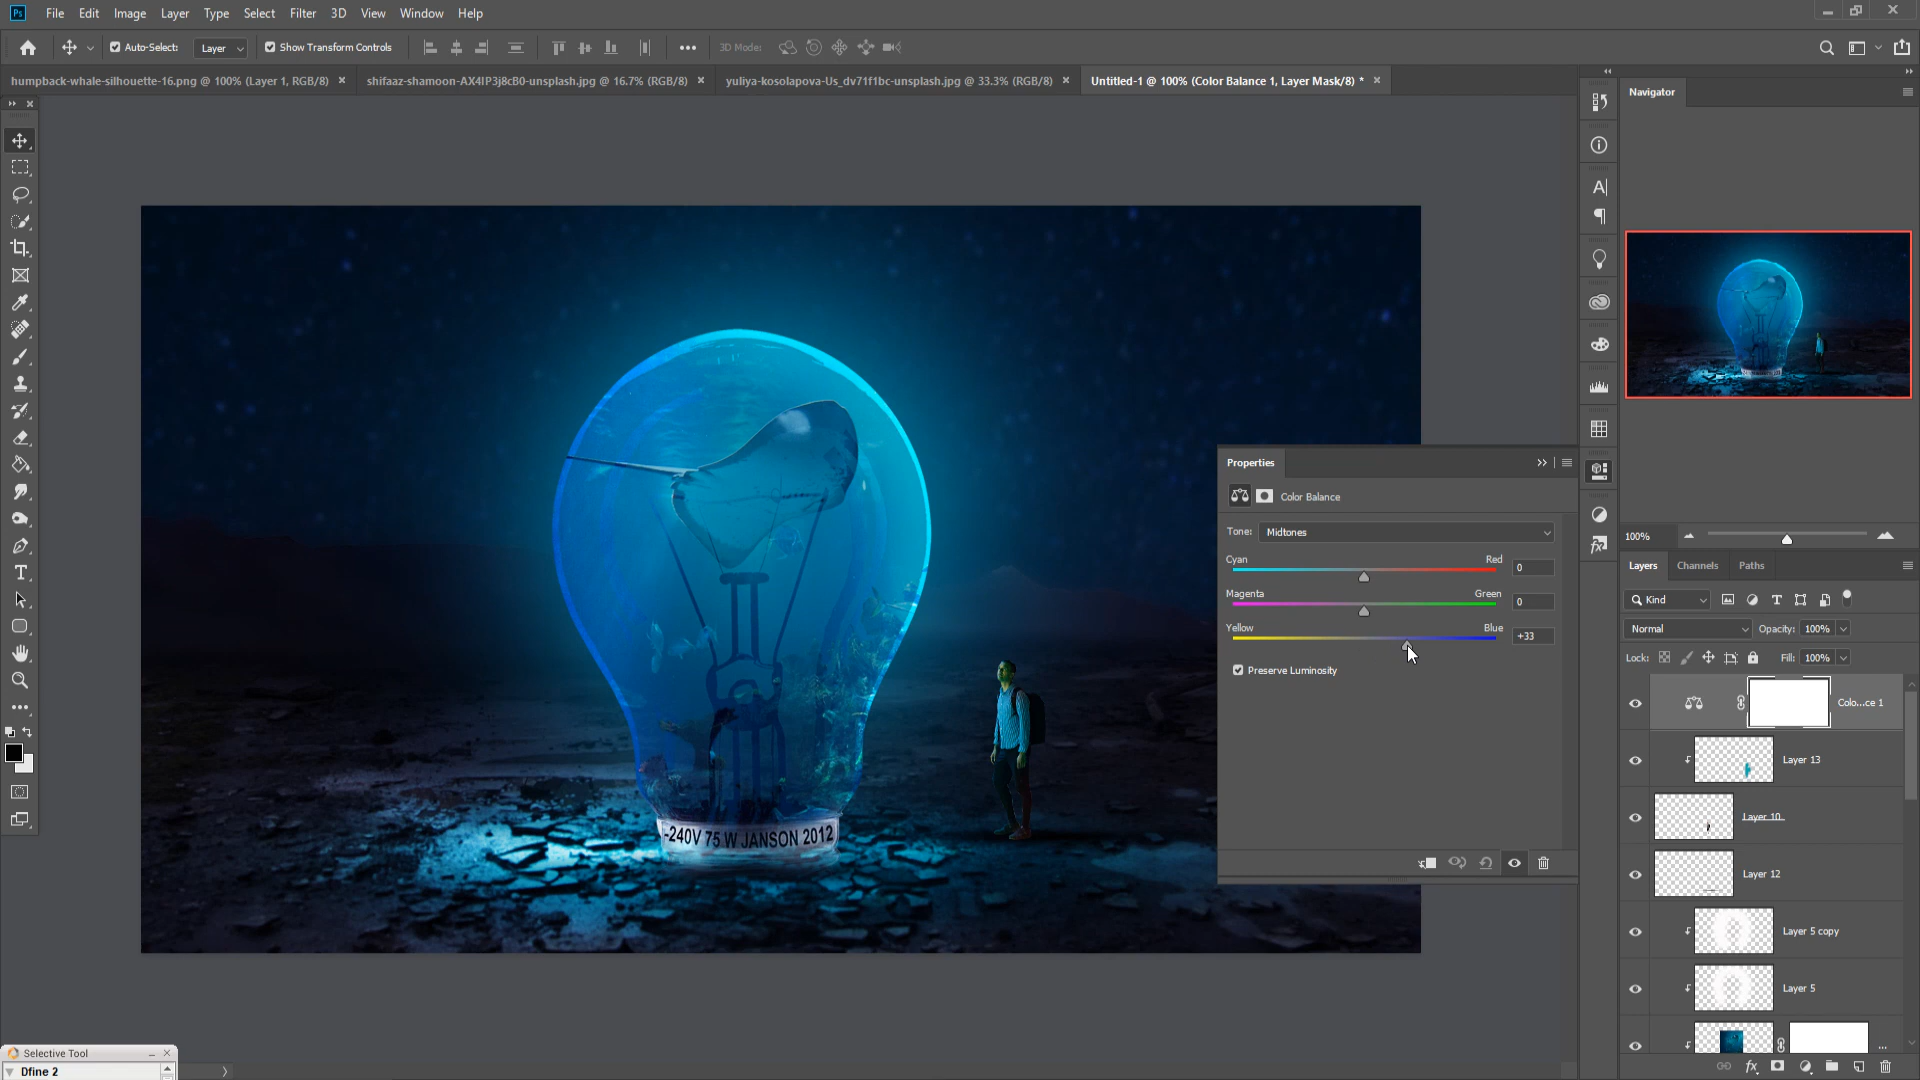 Ps File Edit Image Layer Type Select Filter 3D View Window Help
Auto-Select: Layer Show Transform Controls 3D Mode:
humpback-whale-silhouette-16.png @ 100% (Layer 1, RGB/8) × shifaaz-shamoon-AX4IP3j8cB0-unsplash.jpg @ 16.7% (RGB/8) × yuliya-kosolapova-Us_dv71f1bc-unsplash.jpg @ 33.3% (RGB/8) × Untitled-1 @ 100% (Color Balance 1, Layer Mask/8) * ×
Navigator
-240V 75 W JANSON 2012
Properties
Color Balance
Tone: Midtones
Cyan Red 0
Magenta Green 0
Yellow Blue +33
Preserve Luminosity
100%
Layers Channels Paths
Kind
Normal Opacity: 100%
Lock: Fill: 100%
Colo...ce 1
Layer 13
Layer 10
Layer 12
Layer 5 copy
Layer 5
...
Selective Tool
Dfine 2